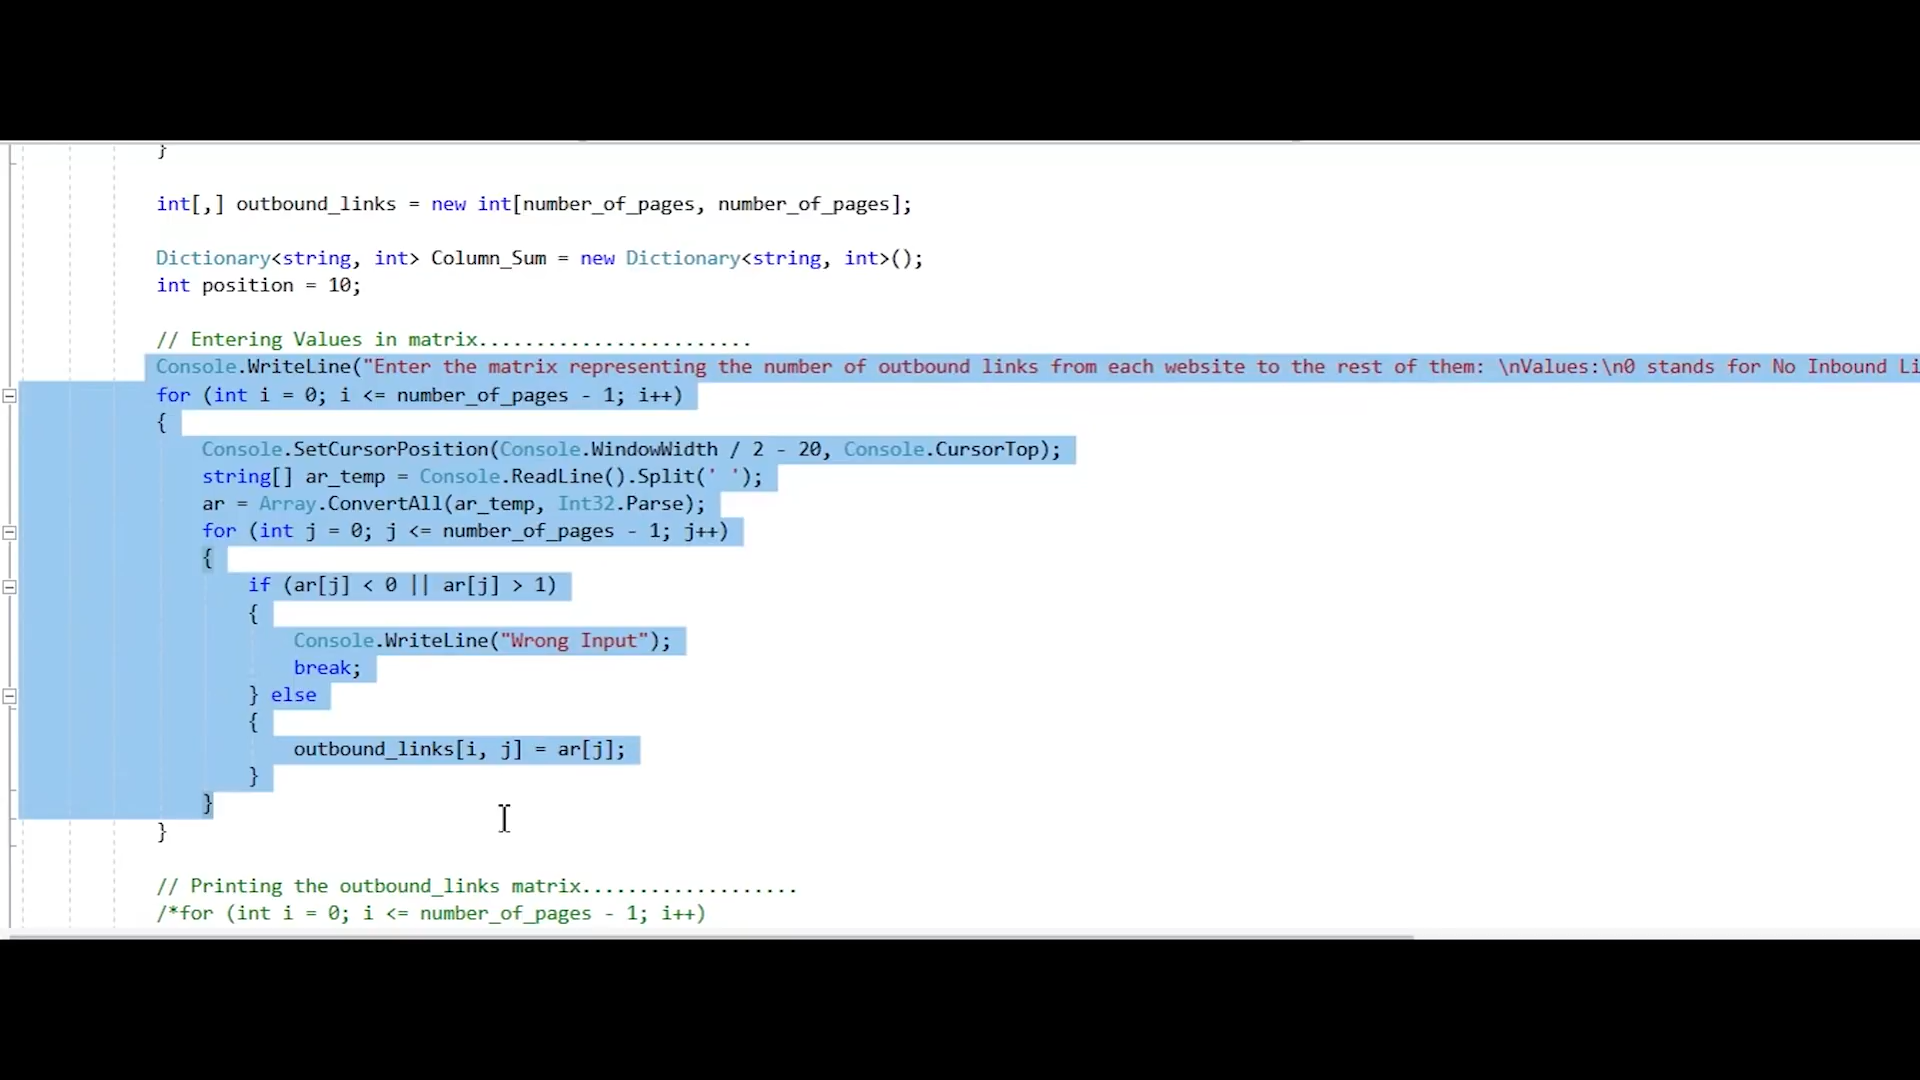 }
int[,] outbound_links = new int[number_of_pages, number_of_pages];
Dictionary<string, int> Column_Sum = new Dictionary<string, int>();
int position = 10;
// Entering Values in matrix........................
Console.WriteLine("Enter the matrix representing the number of outbound links from each website to the rest of them: \nValues:\n0 stands for No Inbound Li
for (int i = 0; i <= number_of_pages - 1; i++)
{
Console.SetCursorPosition(Console.WindowWidth / 2 - 20, Console.CursorTop);
string[] ar_temp = Console.ReadLine().Split(' ');
ar = Array.ConvertAll(ar_temp, Int32.Parse);
for (int j = 0; j <= number_of_pages - 1; j++)
{
if (ar[j] < 0 || ar[j] > 1)
{
Console.WriteLine("Wrong Input");
break;
} else
{
outbound_links[i, j] = ar[j];
}
}
}
// Printing the outbound_links matrix...................
/*for (int i = 0; i <= number_of_pages - 1; i++)